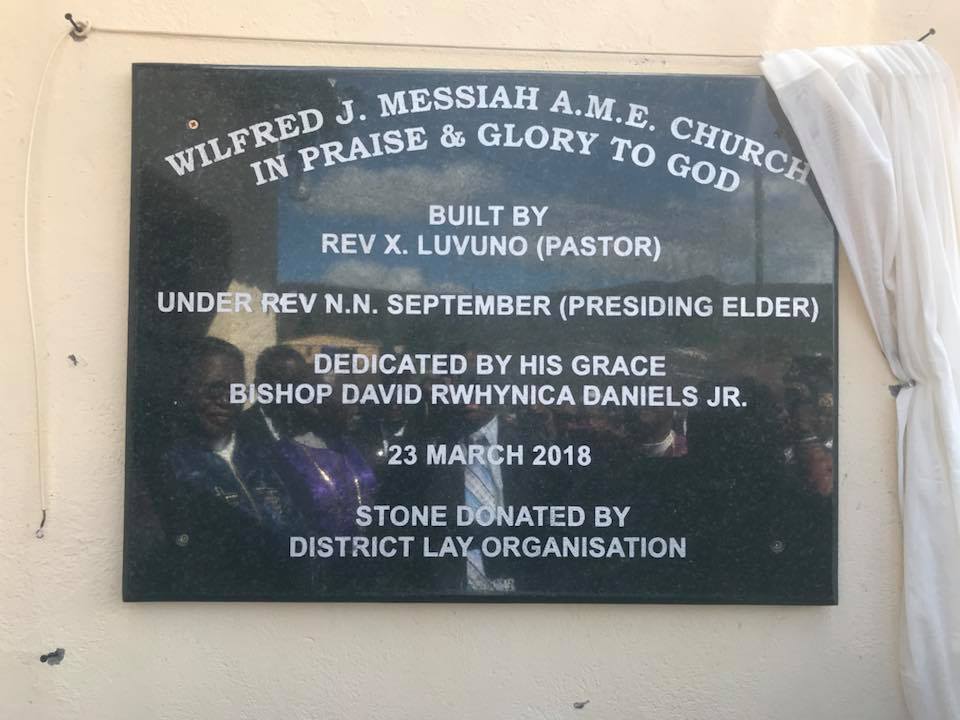 WILFRED J. MESSIAH A.M.E. CHURCH
IN PRAISE & GLORY TO GOD
BUILT BY
REV X. LUVUNO (PASTOR)
UNDER REV N.N. SEPTEMBER (PRESIDING ELDER)
DEDICATED BY HIS GRACE
BISHOP DAVID RWHYNICA DANIELS JR.
23 MARCH 2018
STONE DONATED BY
DISTRICT LAY ORGANISATION